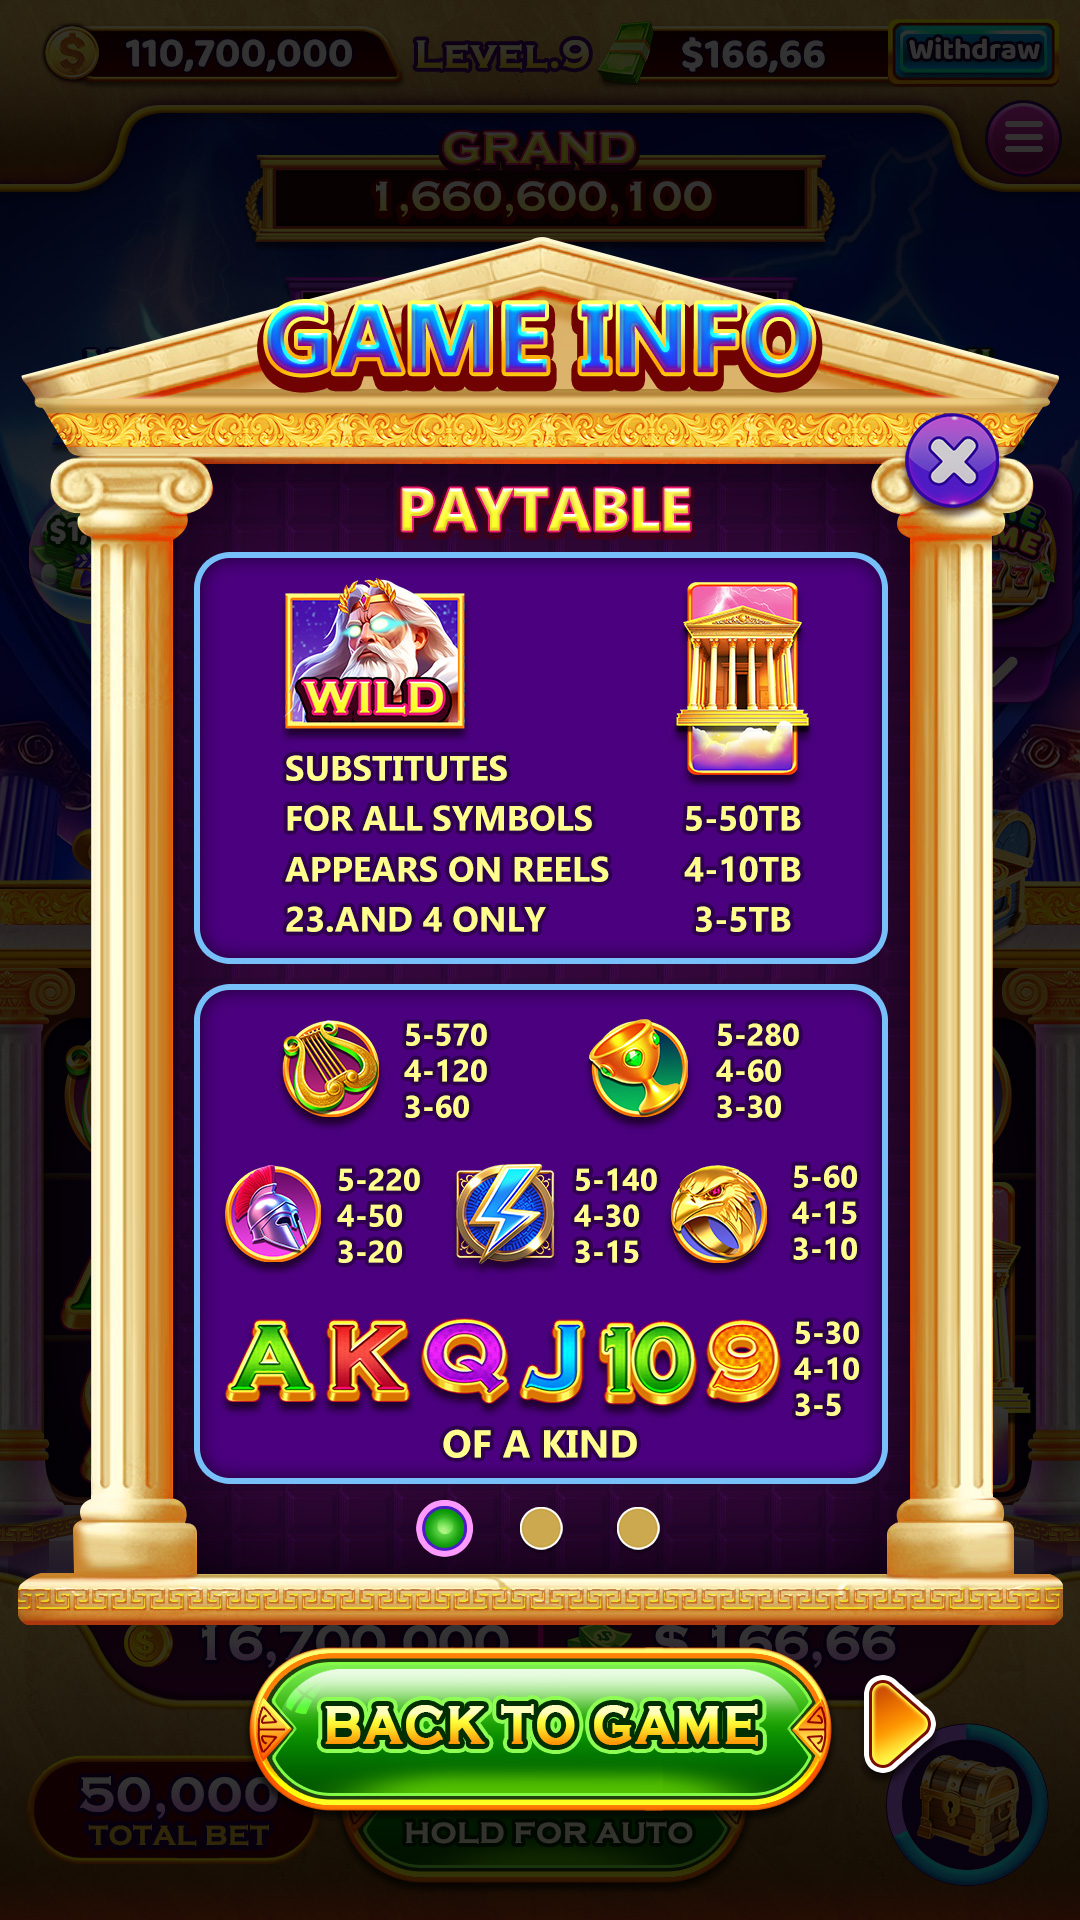 110,700,000
LEVEL.9
$166,66
Withdraw
GRAND
1,660,600,100
GAME INFO
PAYTABLE
WILD
SUBSTITUTES
FOR ALL SYMBOLS
APPEARS ON REELS
23.AND 4 ONLY
5-50TB
4-10TB
3-5TB
5-570
4-120
3-60
5-280
4-60
3-30
5-220
4-50
3-20
5-140
4-30
3-15
5-60
4-15
3-10
A K Q J 10 9
5-30
4-10
3-5
OF A KIND
16,700,000
$ 166,66
BACK TO GAME
50,000
TOTAL BET
HOLD FOR AUTO